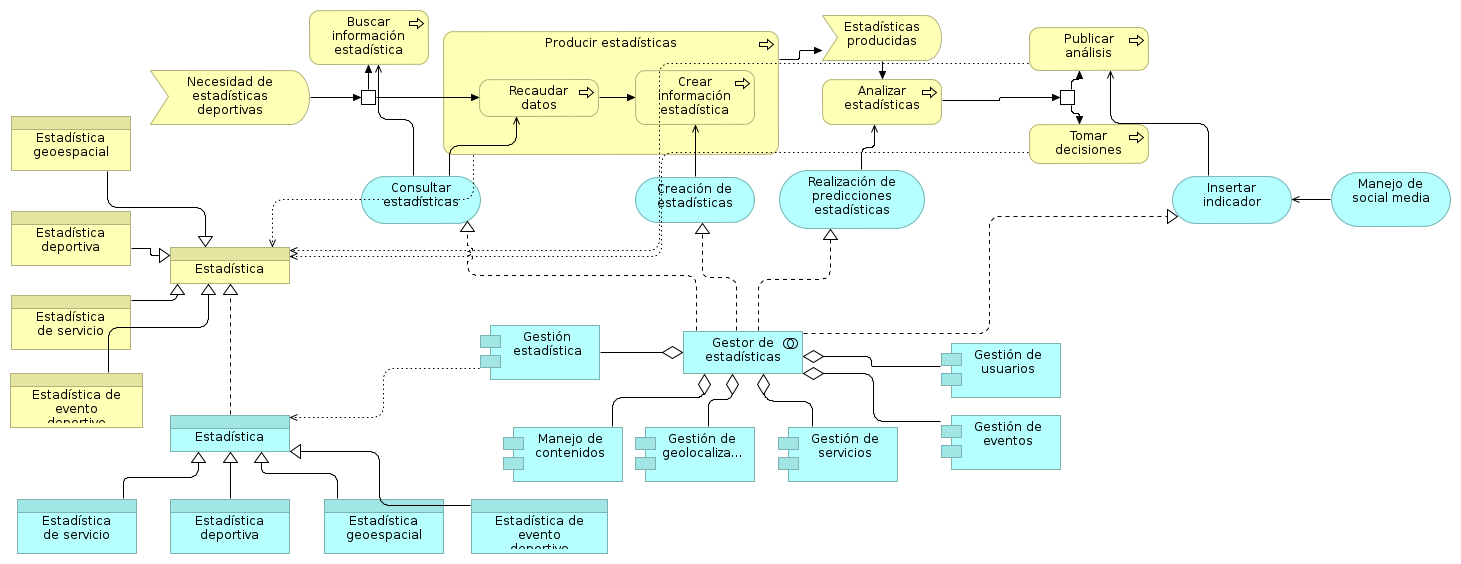 Buscar
información
estadística
Producir estadísticas
Estadísticas
producidas
Publicar
análisis
Necesidad de
estadísticas
deportivas
Recaudar
datos
Crear
información
estadística
Analizar
estadísticas
Tomar
decisiones
Estadística
geoespacial
Consultar
estadísticas
Creación de
estadísticas
Realización de
predicciones
estadísticas
Insertar
indicador
Manejo de
social media
Estadística
deportiva
Estadística
Estadística
de servicio
Gestión
estadística
Gestor de
estadísticas
Gestión de
usuarios
Estadística de
evento
deportivo
Estadística
Manejo de
contenidos
Gestión de
geolocaliza...
Gestión de
servicios
Gestión de
eventos
Estadística
de servicio
Estadística
deportiva
Estadística
geoespacial
Estadística de
evento
deportivo